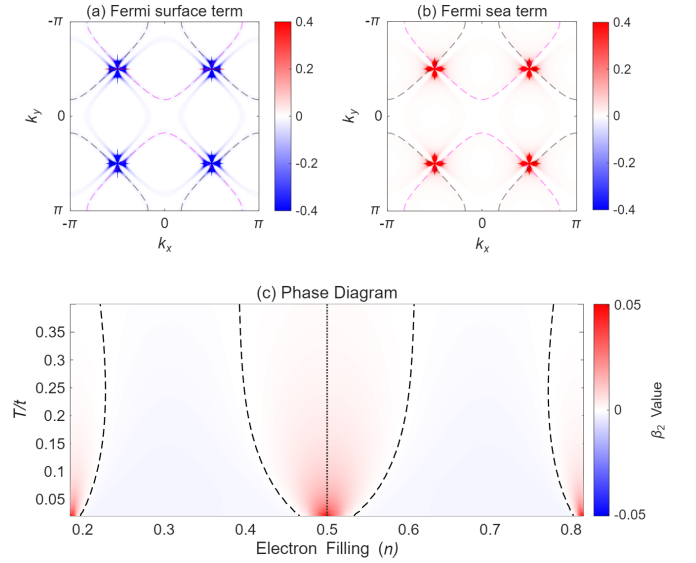 (a) Fermi surface term
(b) Fermi sea term
-π
0
π
k_y
-π
0
π
k_x
0.4
0.2
0
-0.2
-0.4
-π
0
π
k_y
-π
0
π
k_x
0.4
0.2
0
-0.2
-0.4
(c) Phase Diagram
0.35
0.3
0.25
0.2
0.15
0.1
0.05
T/t
0.2 0.3 0.4 0.5 0.6 0.7 0.8
Electron Filling (n)
0.05
0
-0.05
β₂ Value